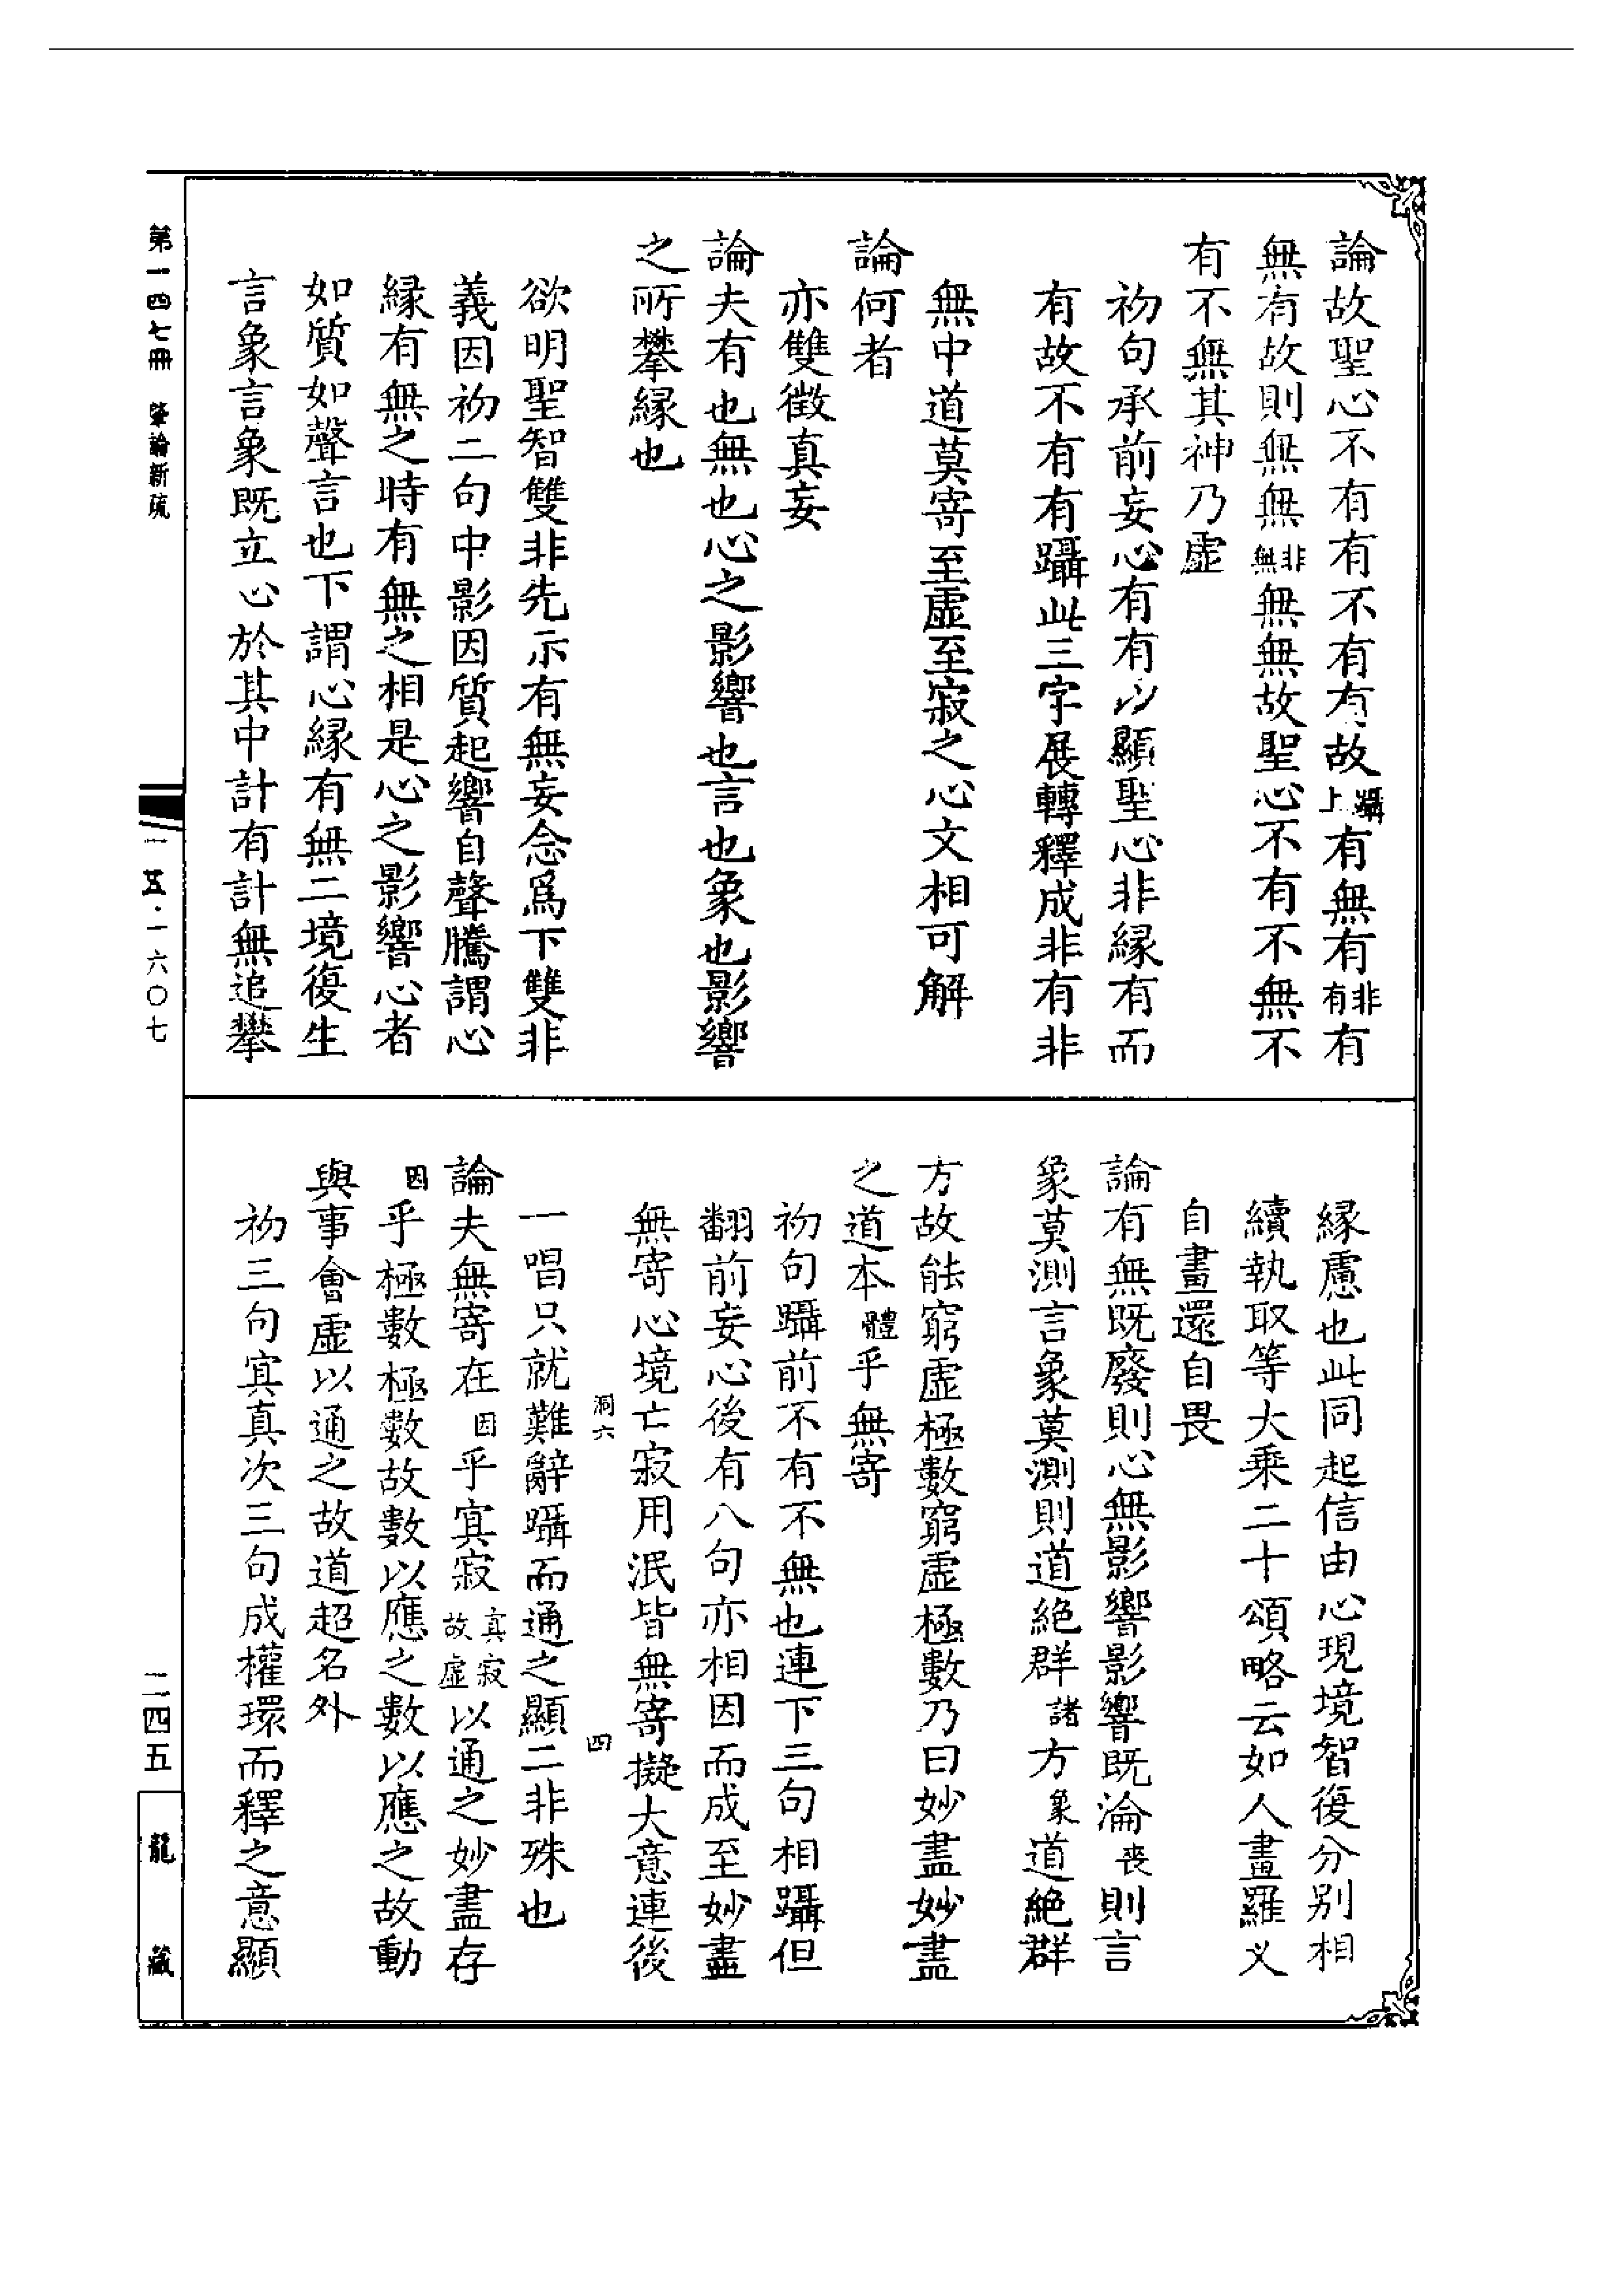 論故聖心不有有不有有故躡上有無有非有有
無有故則無無非無無無故聖心不有不無不
有不無其神乃虛
初句承前妄心有有以顯聖心非緣有而
有故不有有躡此三字展轉釋成非有非
無中道莫寄至虛至寂之心文相可解
論何者
亦雙徵真妄
論夫有也無也心之影響也言也象也影響
之所攀緣也
欲明聖智雙非先示有無妄念爲下雙非
義因初二句中影因質起響自聲騰謂心
緣有無之時有無之相是心之影響心者
如質如聲言也下謂心緣有無二境復生
言象言象既立心於其中計有計無追攀
緣慮也此同起信由心現境智復分別相
續執取等大乘二十頌略云如人畫羅义
自畫還自畏
論有無既廢則心無影響影響既淪喪則言
象莫測言象莫測則道絕群諸方象道絕群
方故能窮虛極數窮虛極數乃曰妙盡妙盡
之道本體乎無寄
初句躡前不有不無也連下三句相躡但
翻前妄心後有八句亦相因而成至妙盡
無寄心境亡寂用泯皆無寄擬大意連後
洞六 四
一唱只就難辭躡而通之顯二非殊也
論夫無寄在因乎寘寂真寂故虛以通之妙盡存
因乎極數極數故數以應之數以應之故動
與事會虛以通之故道超名外
初三句寘真次三句成權環而釋之意顯
第一四七冊 肇論新疏
一五·一六〇七
二四五
龍藏